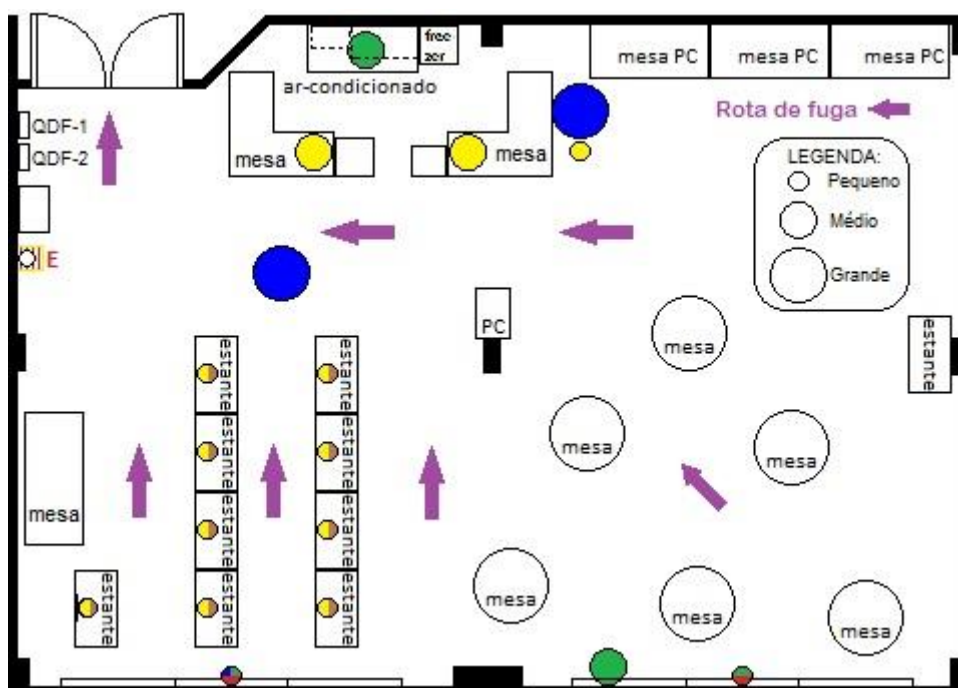 free
zer
mesa PC
mesa PC
mesa PC
ar-condicionado
Rota de fuga
QDF-1
QDF-2
mesa
mesa
LEGENDA:
Pequeno
Médio
Grande
E
PC
mesa
estante
estante
estante
mesa
mesa
estante
estante
mesa
estante
estante
estante
estante
estante
mesa
mesa
mesa